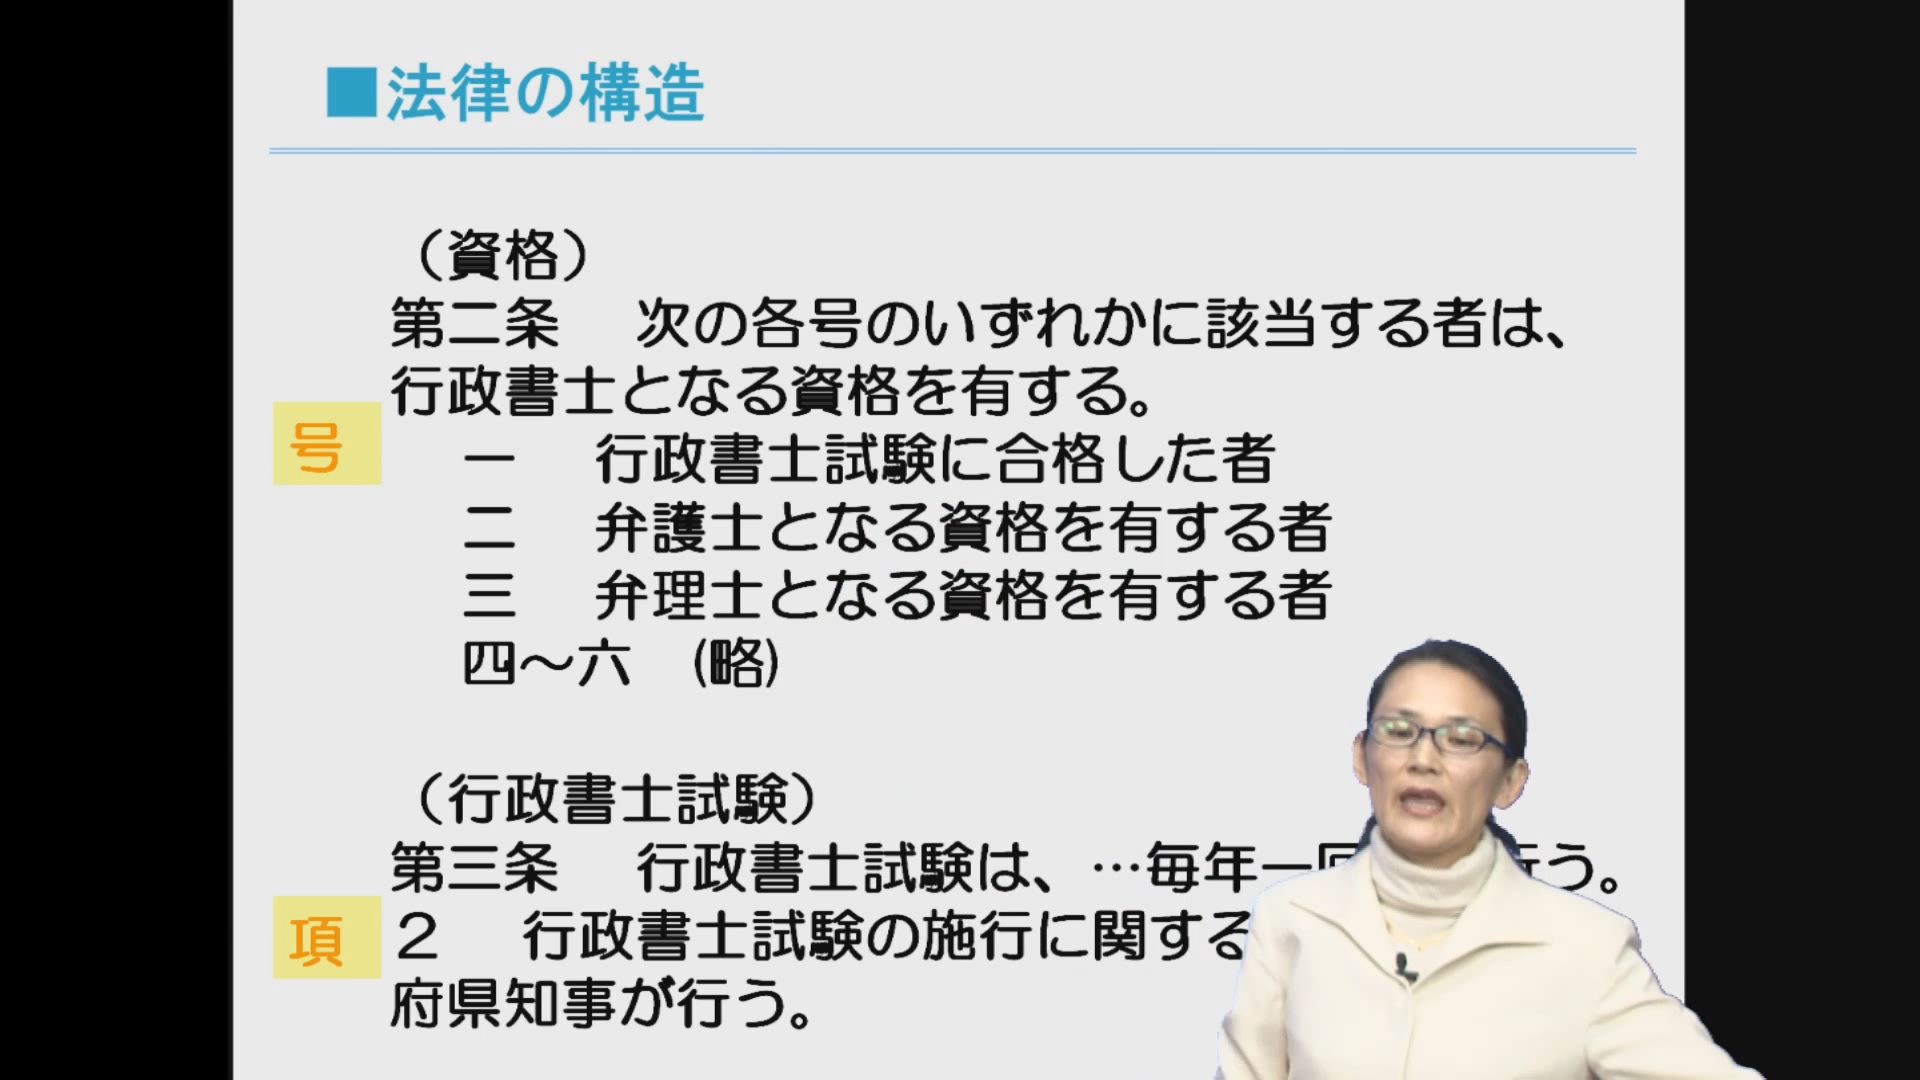 ■法律の構造
（資格）
第二条　次の各号のいずれかに該当する者は、
行政書士となる資格を有する。
号
一　行政書士試験に合格した者
二　弁護士となる資格を有する者
三　弁理士となる資格を有する者
四～六　(略)
（行政書士試験）
第三条　行政書士試験は、…毎年一回　行う。
項
２　行政書士試験の施行に関する
府県知事が行う。